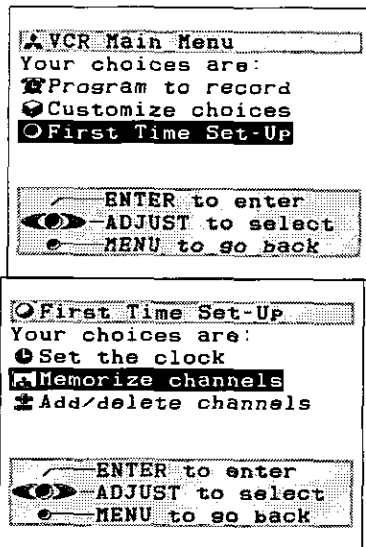 VCR Main Menu
Your choices are:
Program to record
Customize choices
First Time Set-Up
ENTER to enter
ADJUST to select
MENU to go back
First Time Set-Up
Your choices are:
Set the clock
Memorize channels
Add/delete channels
ENTER to enter
ADJUST to select
MENU to go back